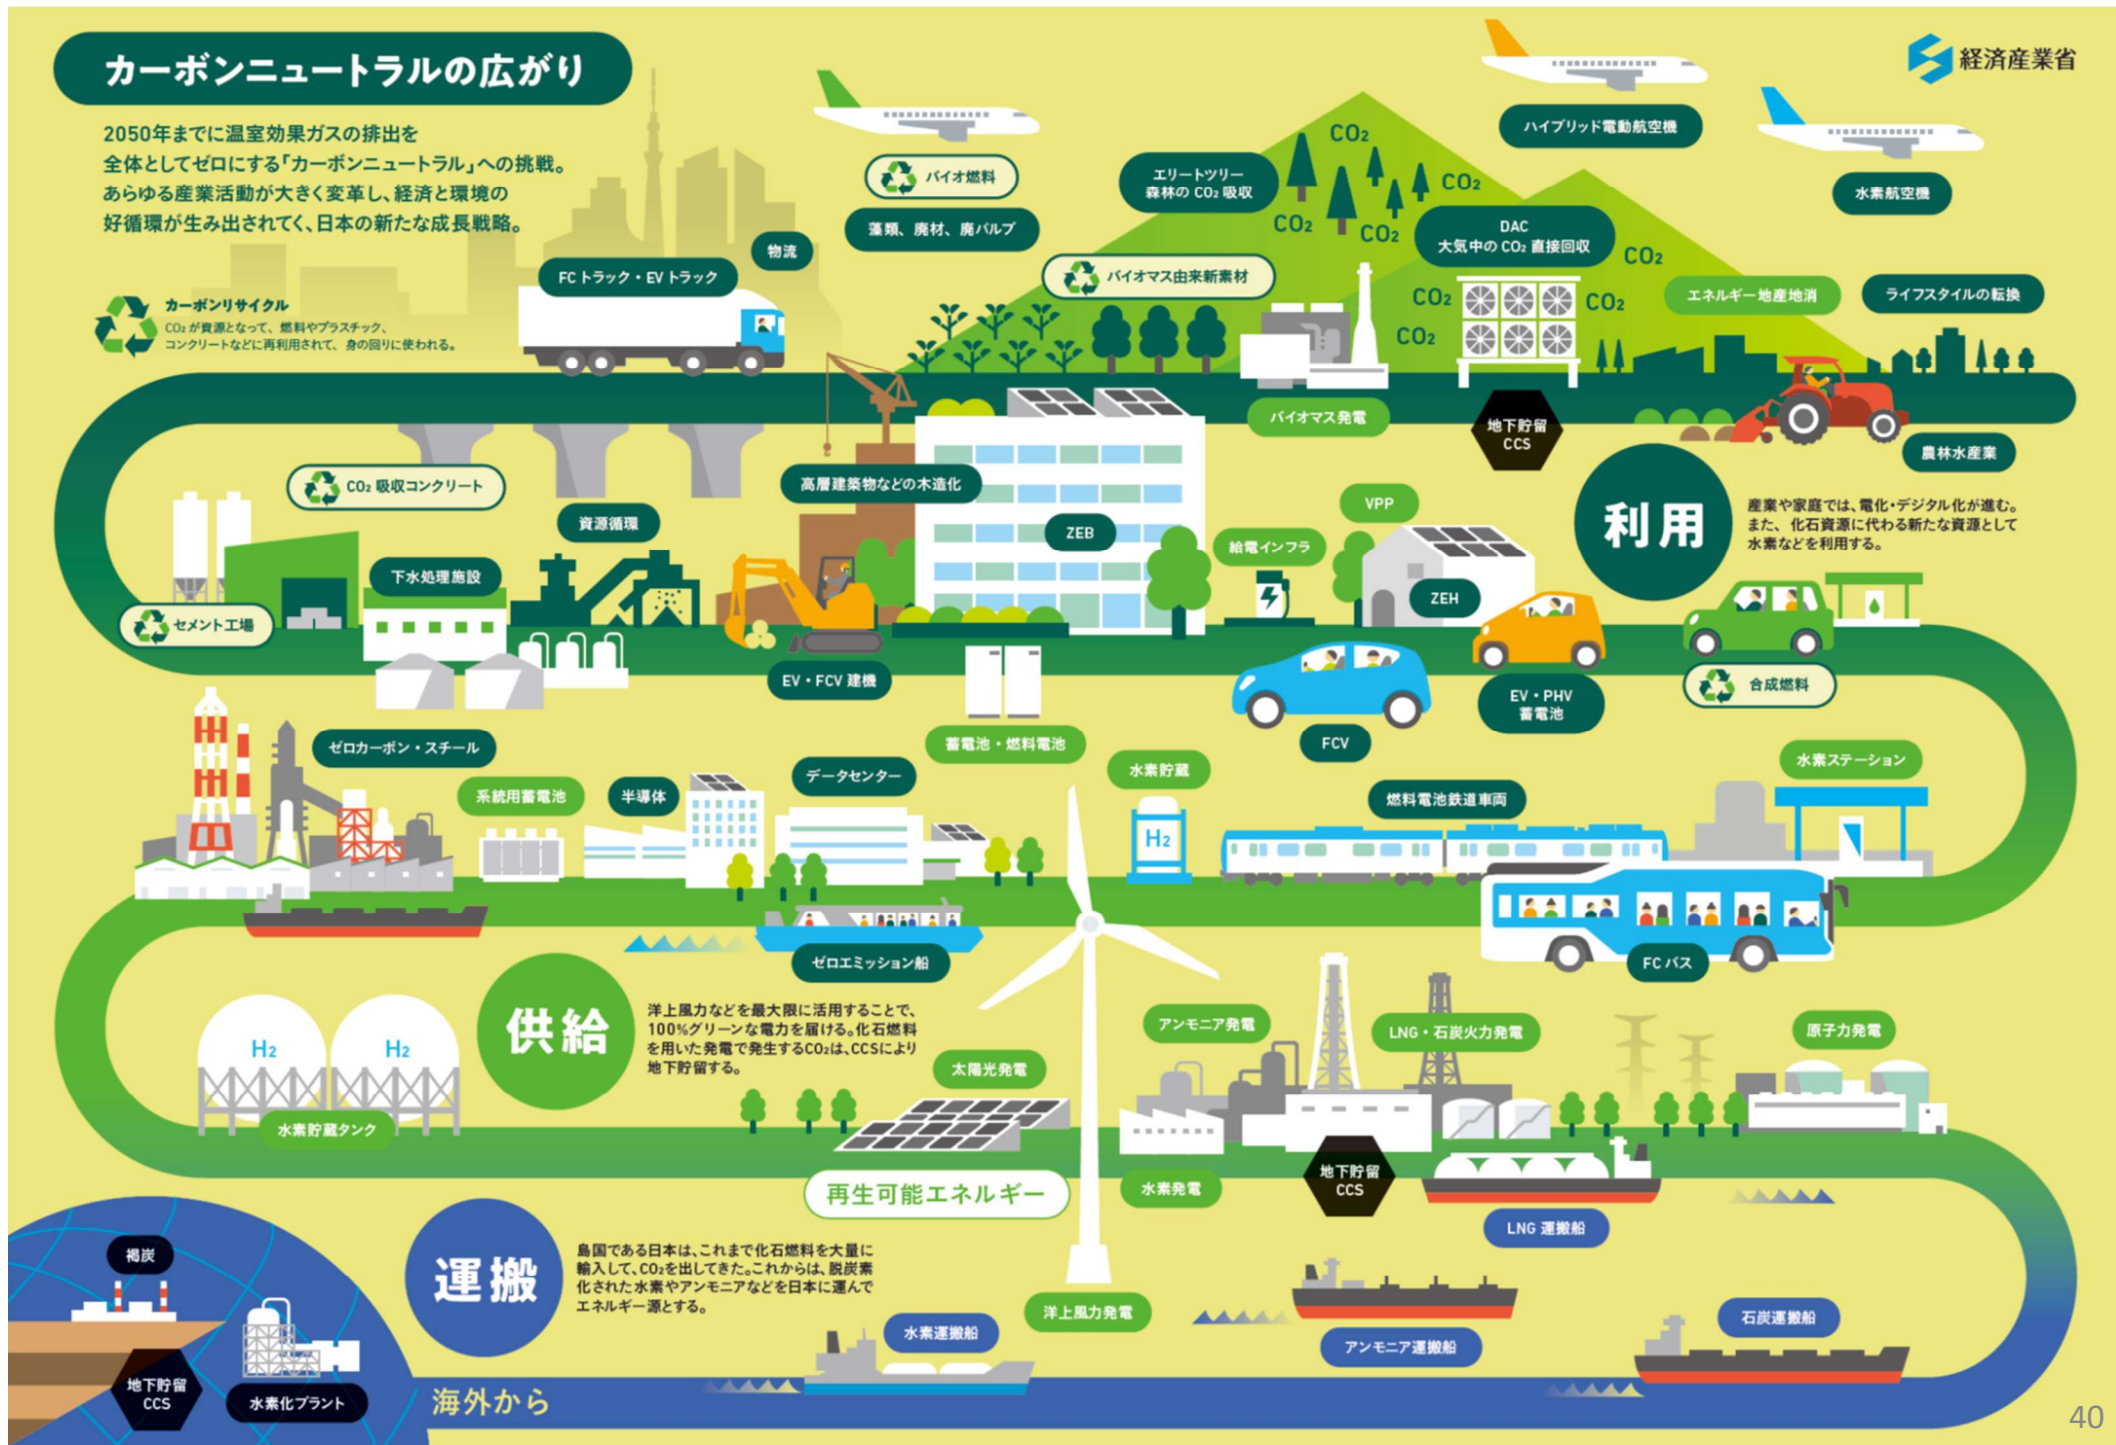 カーボンニュートラルの広がり
経済産業省
2050年までに温室効果ガスの排出を
全体としてゼロにする「カーボンニュートラル」への挑戦。
あらゆる産業活動が大きく変革し、経済と環境の
好循環が生み出されてく、日本の新たな成長戦略。
カーボンリサイクル
CO₂が資源となって、燃料やプラスチック、
コンクリートなどに再利用されて、身の回りに使われる。
物流
FCトラック・EVトラック
バイオ燃料
藻類、廃材、廃パルプ
ハイブリッド電動航空機
水素航空機
エリートツリー
森林のCO₂吸収
CO₂
CO₂
CO₂
CO₂
DAC
大気中のCO₂直接回収
CO₂
CO₂
CO₂
CO₂
バイオマス由来新素材
エネルギー地産地消
ライフスタイルの転換
バイオマス発電
地下貯留
CCS
農林水産業
CO₂吸収コンクリート
資源循環
高層建築物などの木造化
ZEB
VPP
給電インフラ
ZEH
利用
産業や家庭では、電化・デジタル化が進む。
また、化石資源に代わる新たな資源として
水素などを利用する。
下水処理施設
セメント工場
EV・FCV 建機
蓄電池・燃料電池
FCV
EV・PHV
蓄電池
合成燃料
ゼロカーボン・スチール
系統用蓄電池
半導体
データセンター
水素貯蔵
H₂
燃料電池鉄道車両
水素ステーション
ゼロエミッション船
FCバス
供給
洋上風力などを最大限に活用することで、
100%グリーンな電力を届ける。化石燃料
を用いた発電で発生するCO₂は、CCSにより
地下貯留する。
H₂
H₂
水素貯蔵タンク
太陽光発電
アンモニア発電
LNG・石炭火力発電
原子力発電
再生可能エネルギー
水素発電
地下貯留
CCS
LNG 運搬船
運搬
島国である日本は、これまで化石燃料を大量に
輸入して、CO₂を出してきた。これからは、脱炭素
化された水素やアンモニアなどを日本に運んで
エネルギー源とする。
褐炭
地下貯留
CCS
水素化プラント
海外から
水素運搬船
洋上風力発電
アンモニア運搬船
石炭運搬船
40